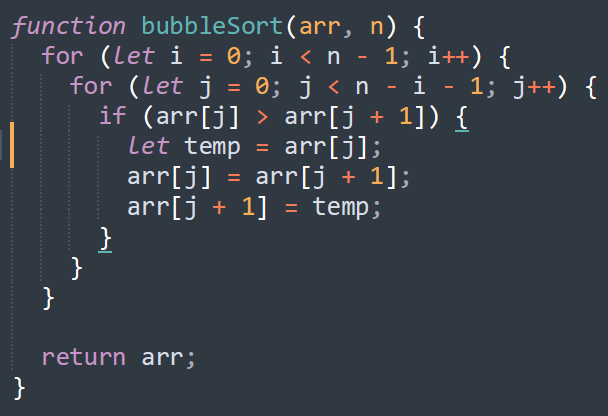 function bubbleSort(arr, n) {
  for (let i = 0; i < n - 1; i++) {
    for (let j = 0; j < n - i - 1; j++) {
      if (arr[j] > arr[j + 1]) {
        let temp = arr[j];
        arr[j] = arr[j + 1];
        arr[j + 1] = temp;
      }
    }
  }

  return arr;
}